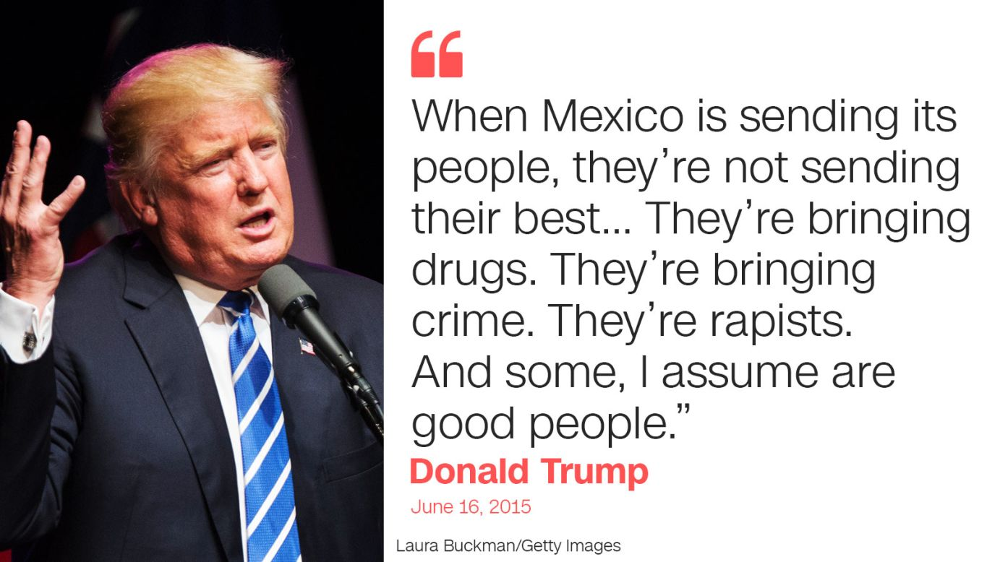 “
When Mexico is sending its
people, they’re not sending
their best... They’re bringing
drugs. They’re bringing
crime. They’re rapists.
And some, I assume are
good people.”
Donald Trump
June 16, 2015
Laura Buckman/Getty Images